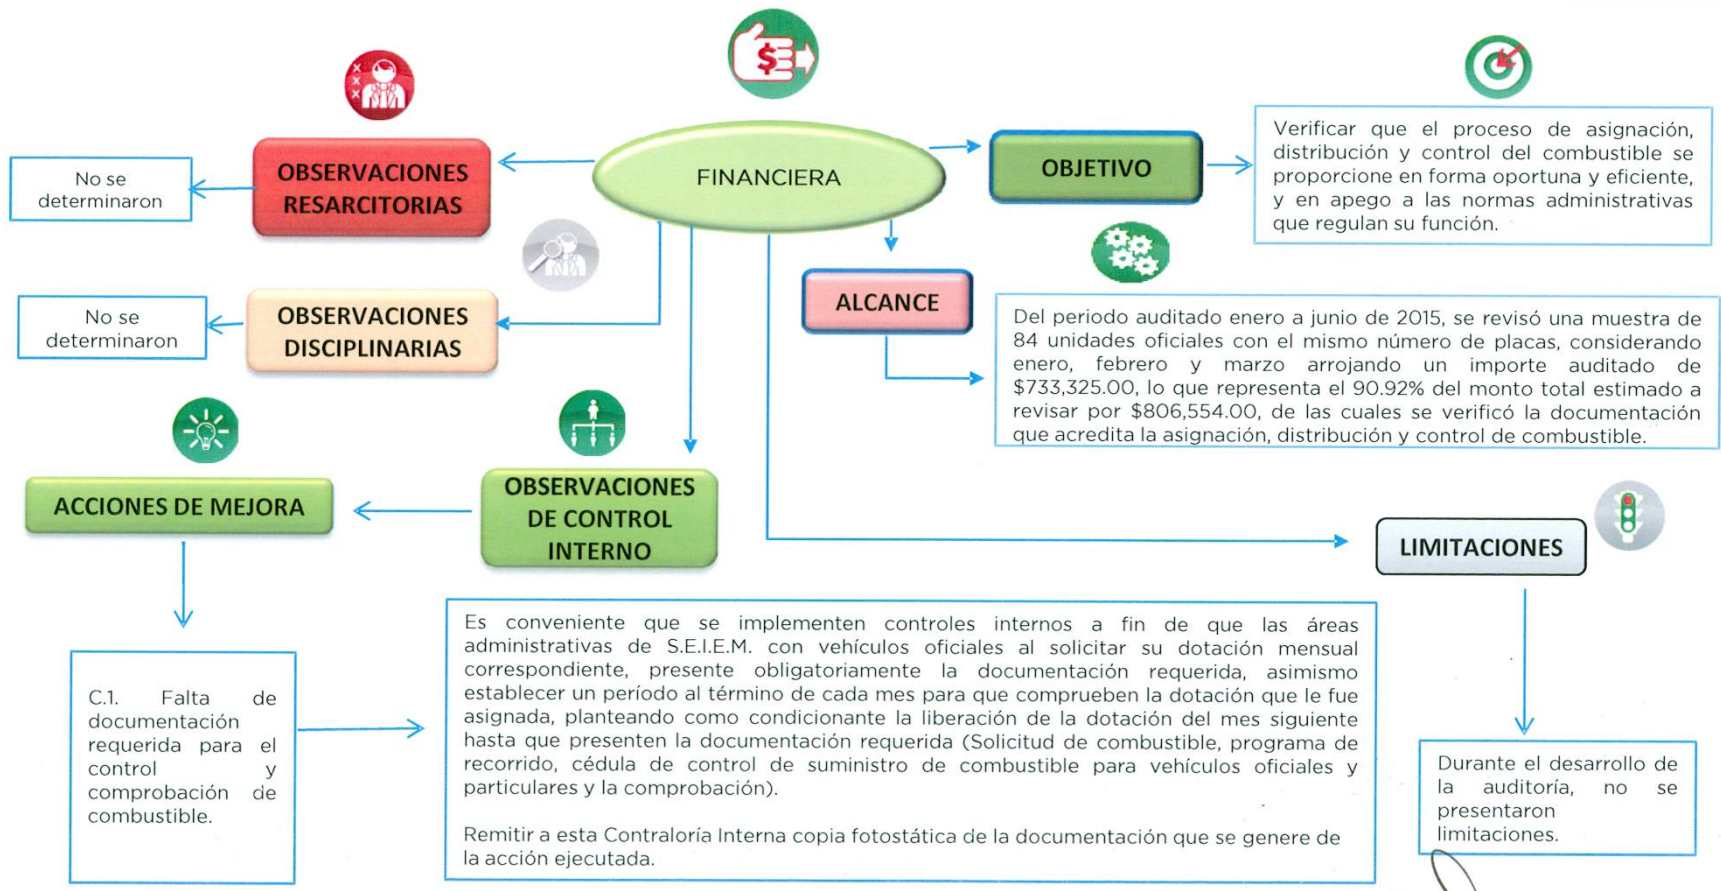 FINANCIERA
OBSERVACIONES
RESARCITORIAS
No se
determinaron
OBJETIVO
Verificar que el proceso de asignación,
distribución y control del combustible se
proporcione en forma oportuna y eficiente,
y en apego a las normas administrativas
que regulan su función.
OBSERVACIONES
DISCIPLINARIAS
No se
determinaron
ALCANCE
Del periodo auditado enero a junio de 2015, se revisó una muestra de
84 unidades oficiales con el mismo número de placas, considerando
enero, febrero y marzo arrojando un importe auditado de
$733,325.00, lo que representa el 90.92% del monto total estimado a
revisar por $806,554.00, de las cuales se verificó la documentación
que acredita la asignación, distribución y control de combustible.
ACCIONES DE MEJORA
OBSERVACIONES
DE CONTROL
INTERNO
LIMITACIONES
C.1. Falta de
documentación
requerida para el
control y
comprobación de
combustible.
Es conveniente que se implementen controles internos a fin de que las áreas
administrativas de S.E.I.E.M. con vehículos oficiales al solicitar su dotación mensual
correspondiente, presente obligatoriamente la documentación requerida, asimismo
establecer un período al término de cada mes para que comprueben la dotación que le fue
asignada, planteando como condicionante la liberación de la dotación del mes siguiente
hasta que presenten la documentación requerida (Solicitud de combustible, programa de
recorrido, cédula de control de suministro de combustible para vehículos oficiales y
particulares y la comprobación).
Remitir a esta Contraloría Interna copia fotostática de la documentación que se genere de
la acción ejecutada.
Durante el desarrollo de
la auditoría, no se
presentaron
limitaciones.
$
x
x
x